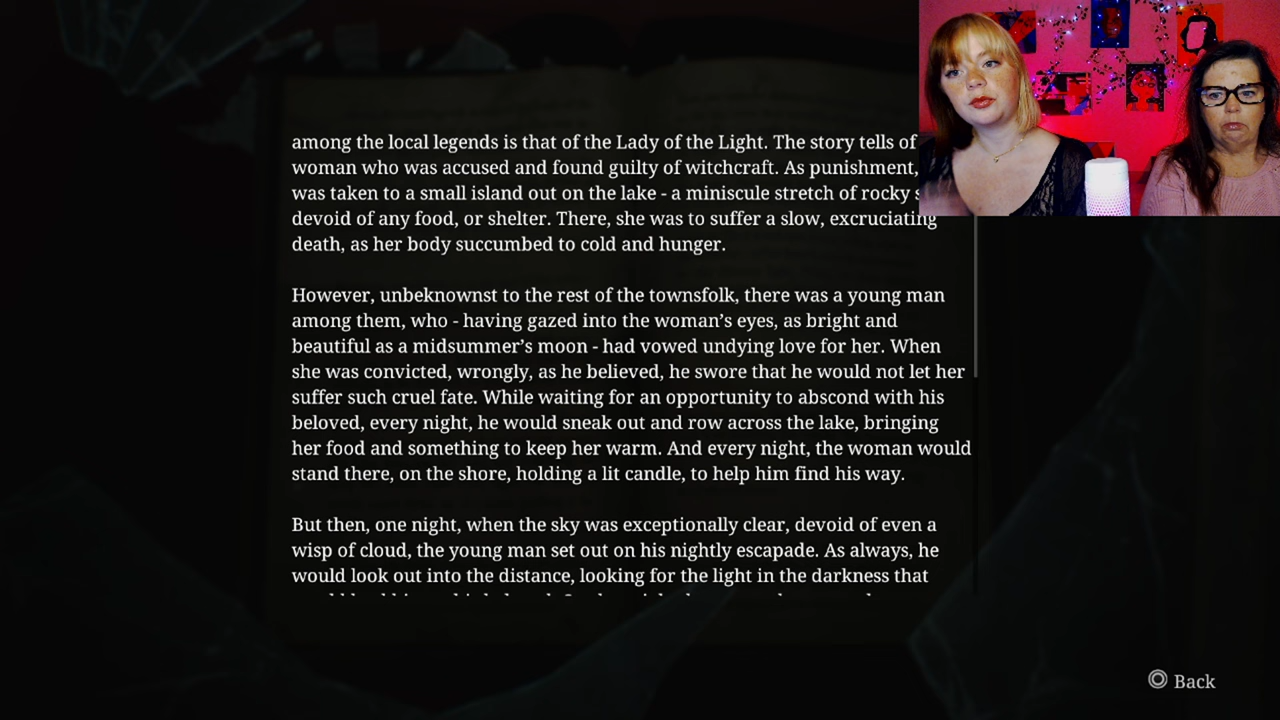 among the local legends is that of the Lady of the Light. The story tells of
woman who was accused and found guilty of witchcraft. As punishment,
was taken to a small island out on the lake - a miniscule stretch of rocky
devoid of any food, or shelter. There, she was to suffer a slow, excruciating
death, as her body succumbed to cold and hunger.
However, unbeknownst to the rest of the townsfolk, there was a young man
among them, who - having gazed into the woman's eyes, as bright and
beautiful as a midsummer's moon - had vowed undying love for her. When
she was convicted, wrongly, as he believed, he swore that he would not let her
suffer such cruel fate. While waiting for an opportunity to abscond with his
beloved, every night, he would sneak out and row across the lake, bringing
her food and something to keep her warm. And every night, the woman would
stand there, on the shore, holding a lit candle, to help him find his way.
But then, one night, when the sky was exceptionally clear, devoid of even a
wisp of cloud, the young man set out on his nightly escapade. As always, he
would look out into the distance, looking for the light in the darkness that
Back